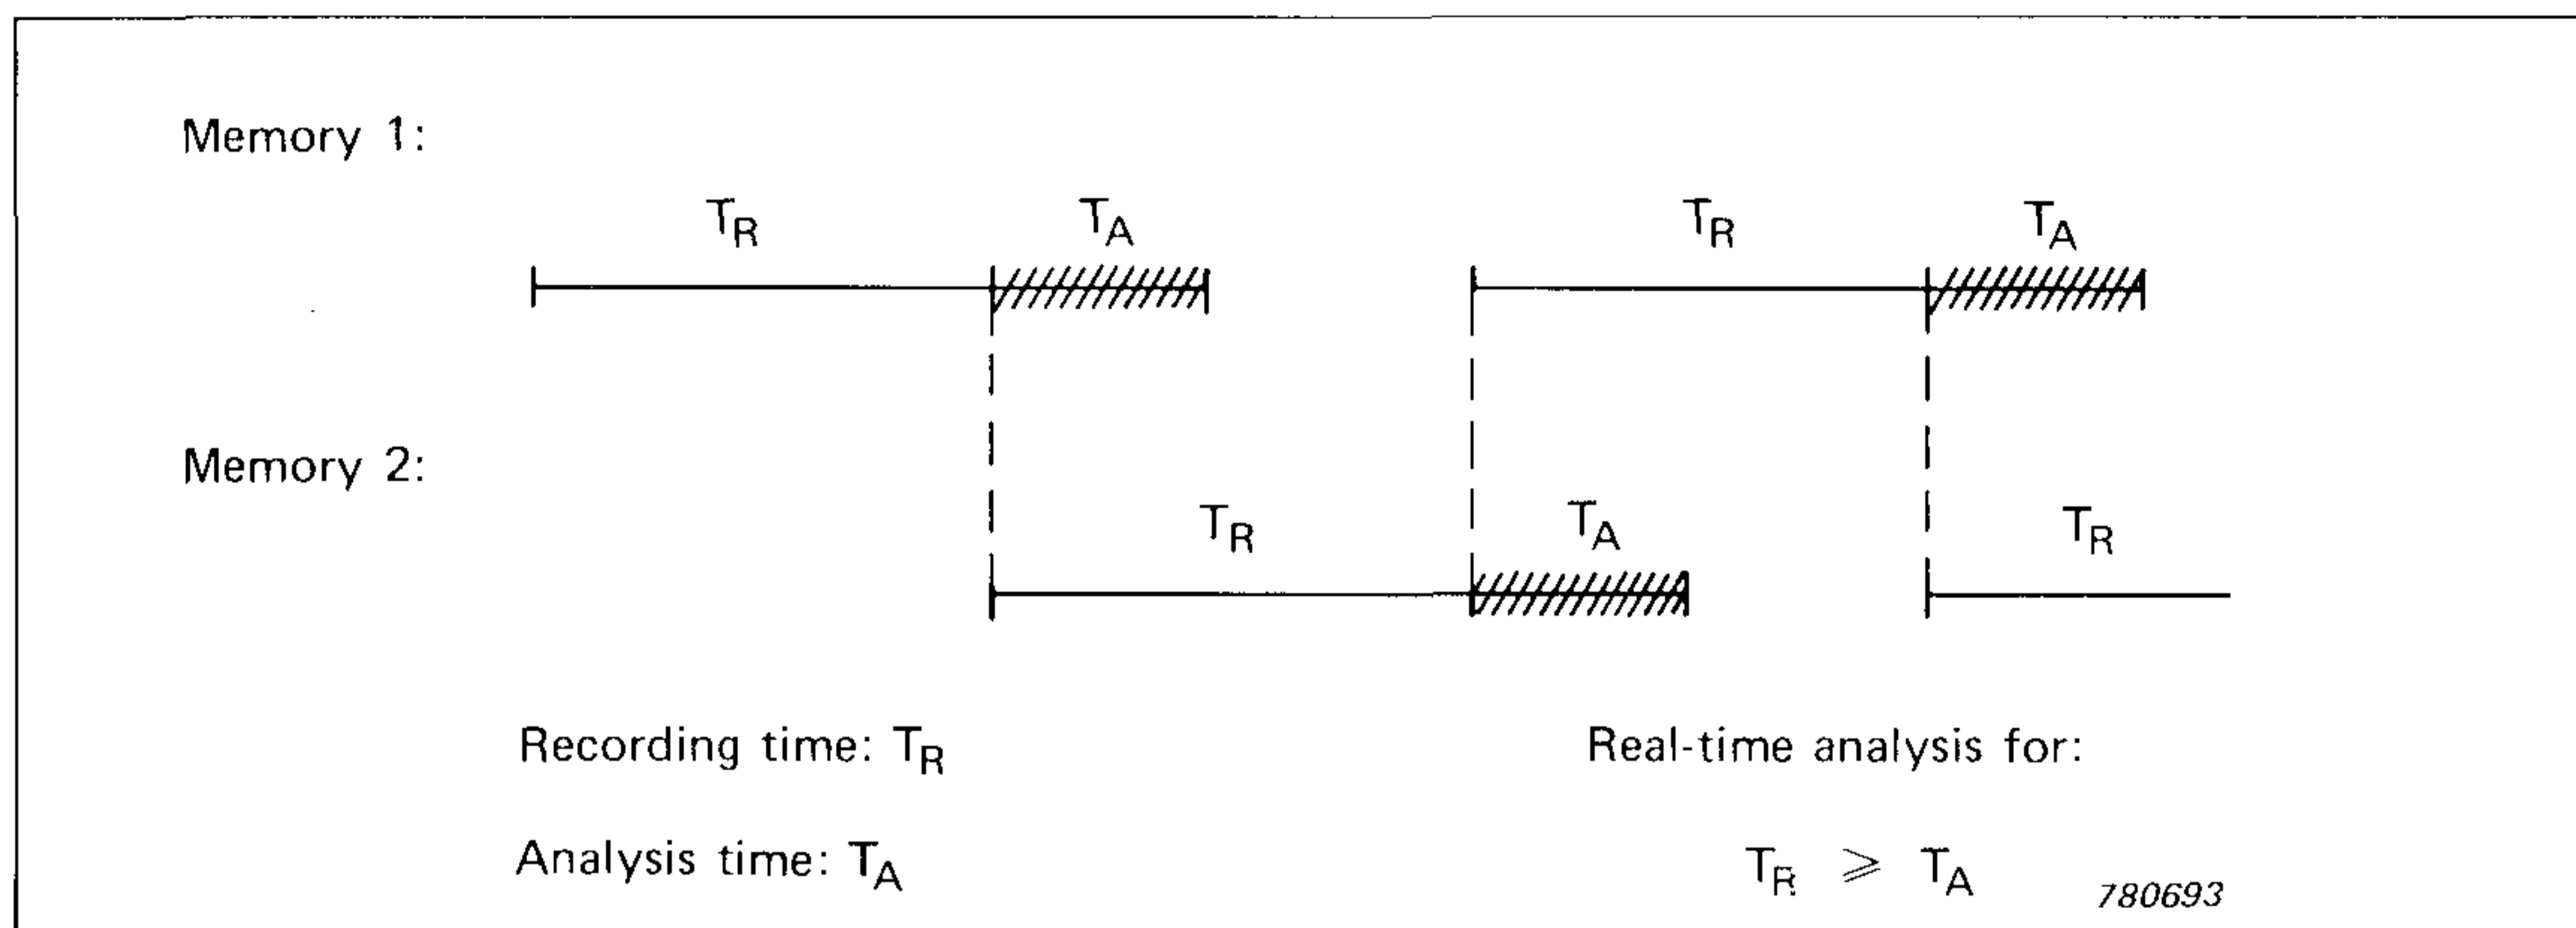 Memory 1:
T_R T_A T_R T_A
Memory 2:
T_R T_A T_R
Recording time: T_R
Real-time analysis for:
Analysis time: T_A
T_R ⩾ T_A
780693